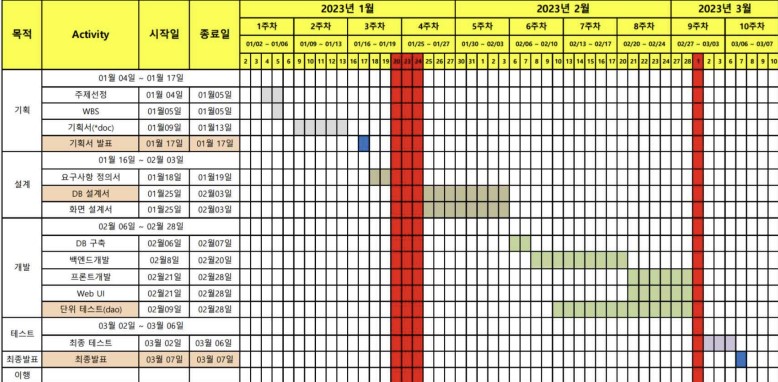 목적 Activity 시작일 종료일 2023년 1월 2023년 2월 2023년 3월
1주차 2주차 3주차 4주차 5주차 6주차 7주차 8주차 9주차 10주차
01/02 ~ 01/06 01/09 ~ 01/13 01/16 ~ 01/19 01/25 ~ 01/27 01/30 ~ 02/03 02/06 ~ 02/10 02/13 ~ 02/17 02/20 ~ 02/24 02/27 ~ 03/03 03/06 ~ 03/07
2 3 4 5 6 9 10 11 12 13 16 17 18 19 20 23 24 25 26 27 30 31 1 2 3 6 7 8 9 10 13 14 15 16 17 20 21 22 23 24 27 28 1 2 3 6 7 8 9 10
기획 01월 04일 ~ 01월 17일
주제선정 01월 04일 01월05일
WBS 01월05일 01월05일
기획서(*doc) 01월09일 01월13일
기획서 발표 01월 17일 01월 17일
설계 01월 16일 ~ 02월 03일
요구사항 정의서 01월18일 01월19일
DB 설계서 01월25일 02월03일
화면 설계서 01월25일 02월03일
개발 02월 06일 ~ 02월 28일
DB 구축 02월06일 02월07일
백엔드개발 02월8일 02월20일
프론트개발 02월21일 02월28일
Web UI 02월21일 02월28일
단위 테스트(dao) 02월09일 02월28일
테스트 03월 02일 ~ 03월 06일
최종 테스트 03월 02일 03월 06일
최종발표 최종발표 03월 07일 03월 07일
이행